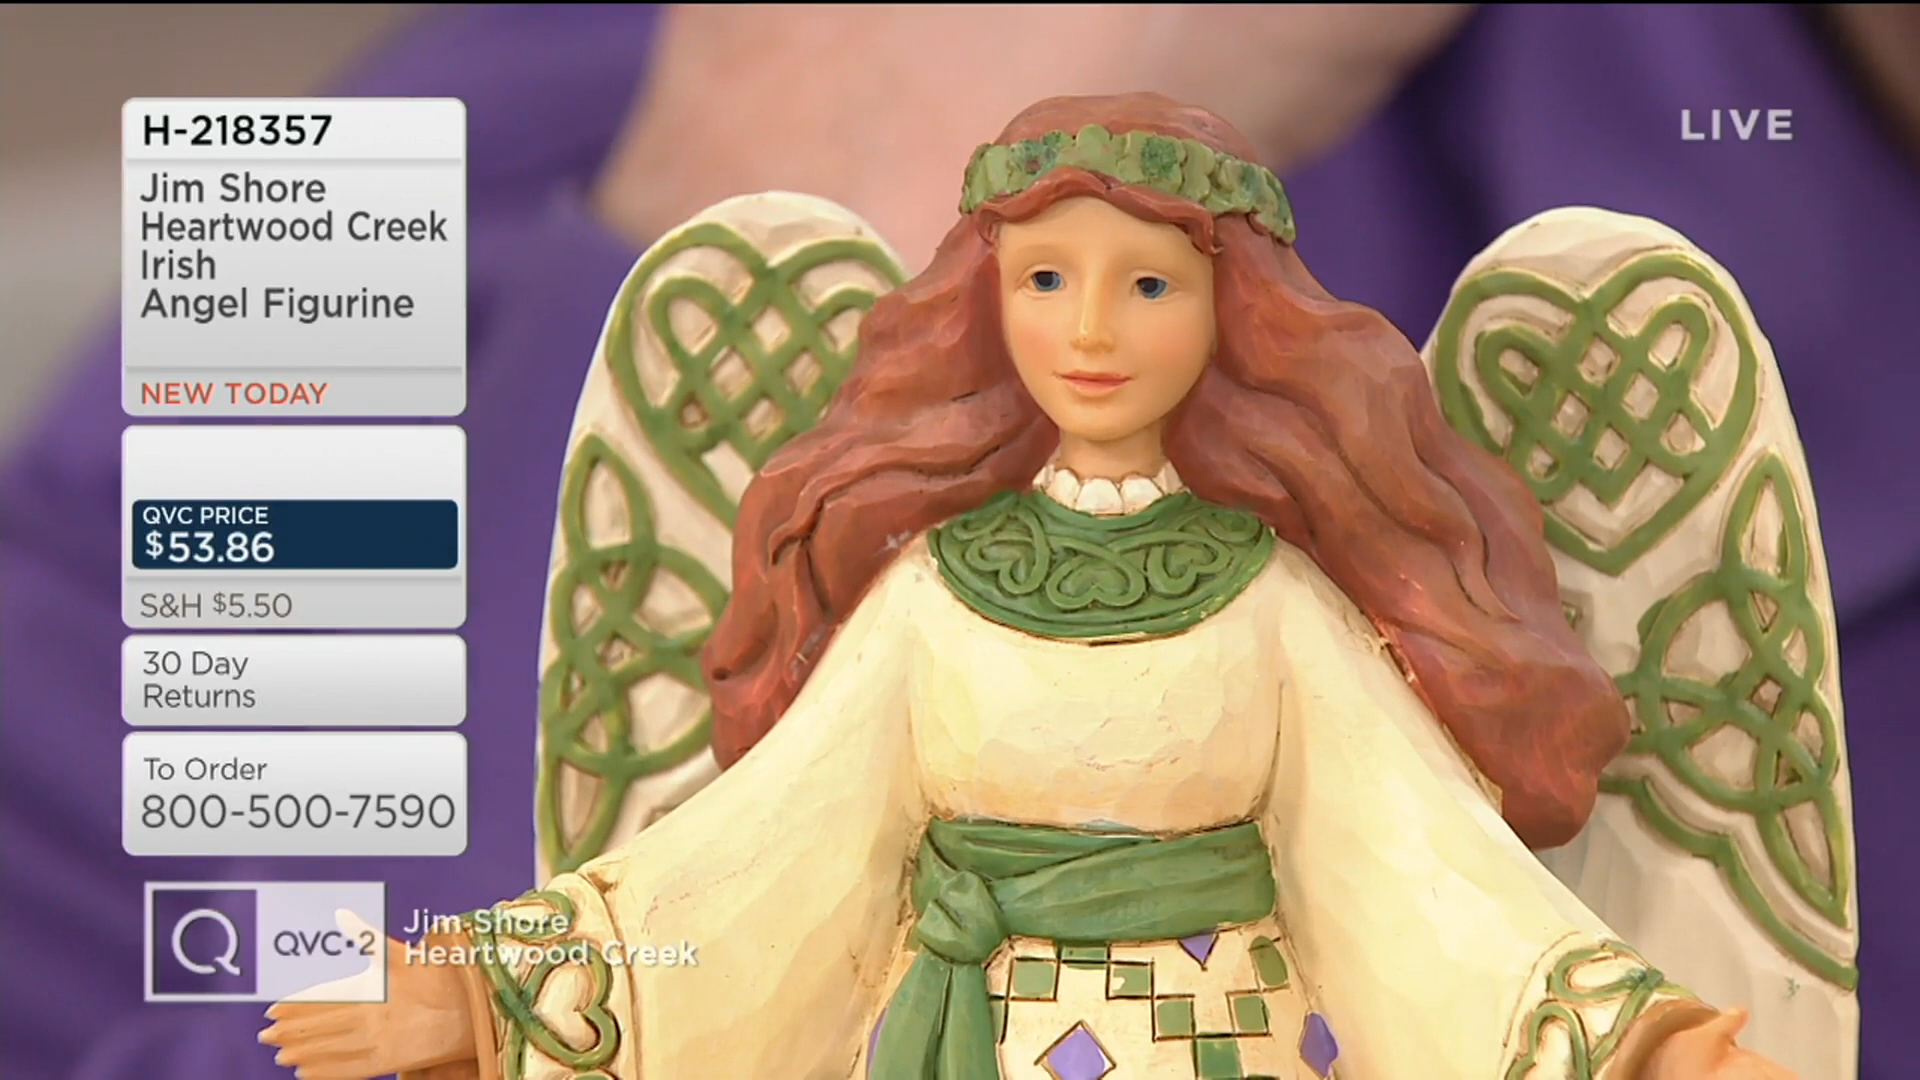 H-218357
Jim Shore
Heartwood Creek
Irish
Angel Figurine
NEW TODAY
QVC PRICE
$53.86
S&H $5.50
30 Day
Returns
To Order
800-500-7590
Q QVC•2
Jim Shore
Heartwood Creek
LIVE